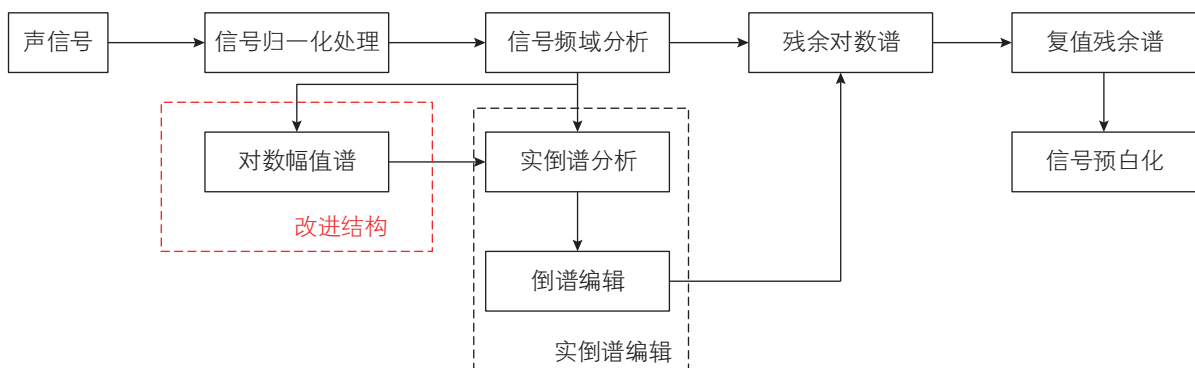 声信号
信号归一化处理
信号频域分析
残余对数谱
复值残余谱
对数幅值谱
实倒谱分析
信号预白化
改进结构
倒谱编辑
实倒谱编辑